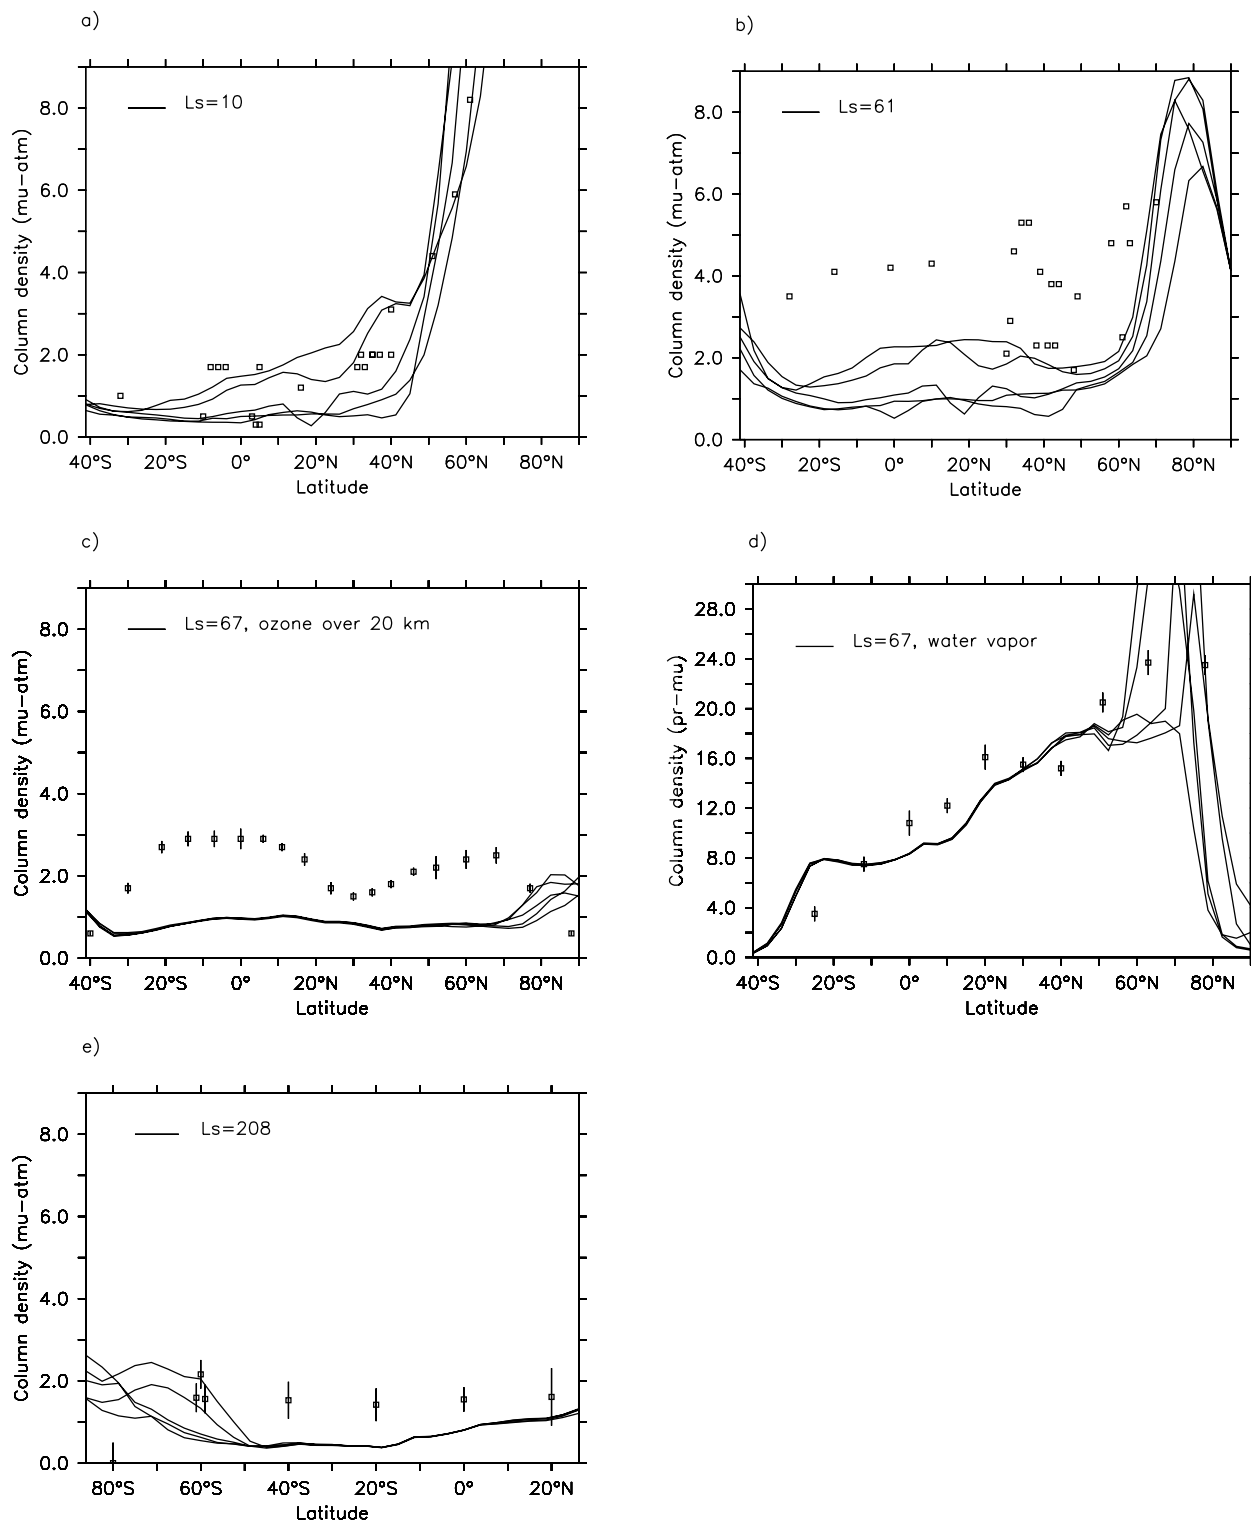 a)
Ls=10
8.0
6.0
4.0
2.0
0.0
Column density (mu-atm)
40°S 20°S 0° 20°N 40°N 60°N 80°N
Latitude
b)
Ls=61
8.0
6.0
4.0
2.0
0.0
Column density (mu-atm)
40°S 20°S 0° 20°N 40°N 60°N 80°N
Latitude
c)
Ls=67, ozone over 20 km
8.0
6.0
4.0
2.0
0.0
Column density (mu-atm)
40°S 20°S 0° 20°N 40°N 60°N 80°N
Latitude
d)
Ls=67, water vapor
28.0
24.0
20.0
16.0
12.0
8.0
4.0
0.0
Column density (pr-mu)
40°S 20°S 0° 20°N 40°N 60°N 80°N
Latitude
e)
Ls=208
8.0
6.0
4.0
2.0
0.0
Column density (mu-atm)
80°S 60°S 40°S 20°S 0° 20°N
Latitude